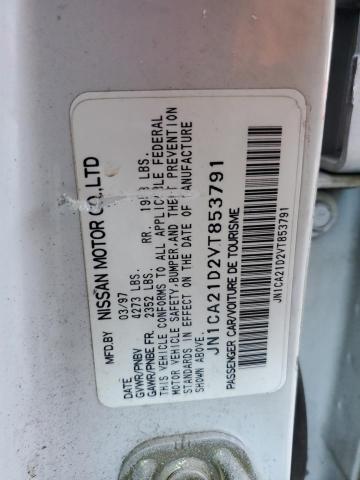 MFD.BY NISSAN MOTOR CO.,LTD
DATE 03/97
GVWR/PNBV 4273 LBS.
GAWR/PNBE FR. 2352 LBS. RR. LBS.
THIS VEHICLE CONFORMS TO ALL APPLICABLE FEDERAL
MOTOR VEHICLE SAFETY,BUMPER,AND THEFT PREVENTION
STANDARDS IN EFFECT ON THE DATE OF MANUFACTURE
SHOWN ABOVE.
JN1CA21D2VT853791
PASSENGER CAR/VOITURE DE TOURISME
JN1CA21D2VT853791